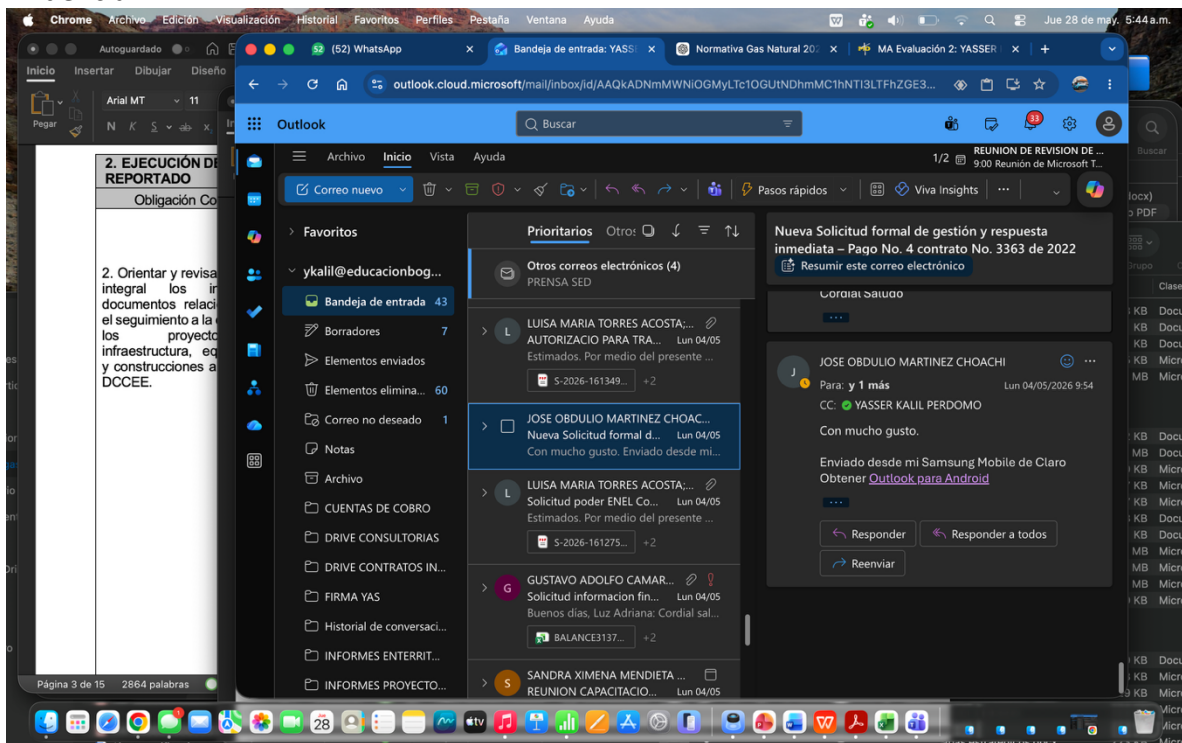 Chrome Archivo Edición Visualización Historial Favoritos Perfiles Pestaña Ventana Ayuda
Jue 28 de may. 5:44 a.m.
Autoguardado
(52) WhatsApp
Bandeja de entrada: YASS
Normativa Gas Natural 202
MA Evaluación 2: YASSER
Inicio Insertar Dibujar Diseño
outlook.cloud.microsoft/mail/inbox/id/AAQkADNmMWNiOGMyLTc1OGUtNDhmMC1hNTI3LTFhZGE3...
Pegar
Arial MT 11
N K S ab x
Outlook
Buscar
33
2. EJECUCIÓN DE
REPORTADO
Obligación Co
2. Orientar y revisa
integral los in
documentos relaci
el seguimiento a la
los proyecto
infraestructura, eq
y construcciones a
DCCEE.
Página 3 de 15 2864 palabras
Archivo Inicio Vista Ayuda
1/2 REUNION DE REVISION DE ...
9:00 Reunión de Microsoft T...
Correo nuevo
Pasos rápidos
Viva Insights
Favoritos
ykalil@educacionbog...
Bandeja de entrada 43
Borradores 7
Elementos enviados
Elementos elimina... 60
Correo no deseado 1
Notas
Archivo
CUENTAS DE COBRO
DRIVE CONSULTORIAS
DRIVE CONTRATOS IN...
FIRMA YAS
Historial de conversaci...
INFORMES ENTERRIT...
INFORMES PROYECTO...
Prioritarios Otros
Otros correos electrónicos (4)
PRENSA SED
L
LUISA MARIA TORRES ACOSTA;...
AUTORIZACIO PARA TRA... Lun 04/05
Estimados. Por medio del presente ...
S-2026-161349... +2
JOSE OBDULIO MARTINEZ CHOAC...
Nueva Solicitud formal d... Lun 04/05
Con mucho gusto. Enviado desde mi...
L
LUISA MARIA TORRES ACOSTA;...
Solicitud poder ENEL Co... Lun 04/05
Estimados. Por medio del presente ...
S-2026-161275... +2
G
GUSTAVO ADOLFO CAMAR...
Solicitud informacion fin... Lun 04/05
Buenos días, Luz Adriana: Cordial sal...
BALANCE3137... +2
S
SANDRA XIMENA MENDIETA ...
REUNION CAPACITACIO... Lun 04/05
Nueva Solicitud formal de gestión y respuesta
inmediata – Pago No. 4 contrato No. 3363 de 2022
Resumir este correo electrónico
Cordial Saludo
J
JOSE OBDULIO MARTINEZ CHOACHI
Para: y 1 más Lun 04/05/2026 9:54
CC: YASSER KALIL PERDOMO
Con mucho gusto.
Enviado desde mi Samsung Mobile de Claro
Obtener Outlook para Android
Responder
Responder a todos
Reenviar
Buscar
28